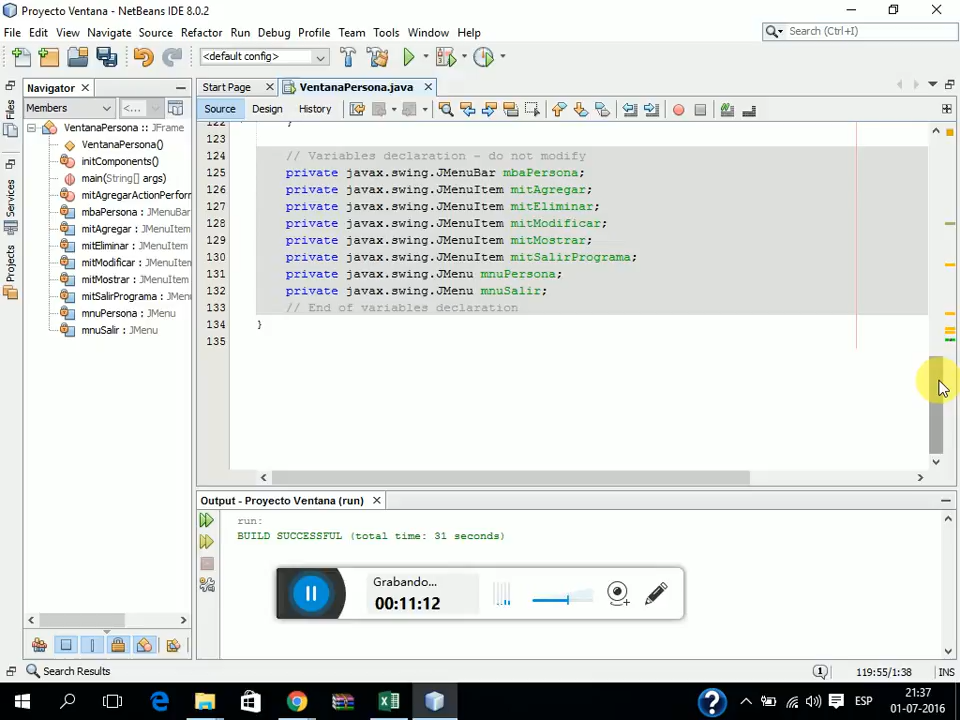 Proyecto Ventana - NetBeans IDE 8.0.2
File Edit View Navigate Source Refactor Run Debug Profile Team Tools Window Help
Search (Ctrl+I)
<default config>
Navigator
Start Page
VentanaPersona.java
Members
<...
Source Design History
Files
Services
Projects
VentanaPersona :: JFrame
VentanaPersona()
initComponents()
main(String[] args)
mitAgregarActionPerfor
mbaPersona : JMenuBar
mitAgregar : JMenuItem
mitEliminar : JMenuItem
mitModificar : JMenuIten
mitMostrar : JMenuItem
mitSalirPrograma : JMenu
mnuPersona : JMenu
mnuSalir : JMenu
122 }
123
124 // Variables declaration - do not modify
125 private javax.swing.JMenuBar mbaPersona;
126 private javax.swing.JMenuItem mitAgregar;
127 private javax.swing.JMenuItem mitEliminar;
128 private javax.swing.JMenuItem mitModificar;
129 private javax.swing.JMenuItem mitMostrar;
130 private javax.swing.JMenuItem mitSalirPrograma;
131 private javax.swing.JMenu mnuPersona;
132 private javax.swing.JMenu mnuSalir;
133 // End of variables declaration
134 }
135
Output - Proyecto Ventana (run)
run:
BUILD SUCCESSFUL (total time: 31 seconds)
Grabando...
00:11:12
Search Results
1
119:55/1:38
INS
ESP
21:37
01-07-2016